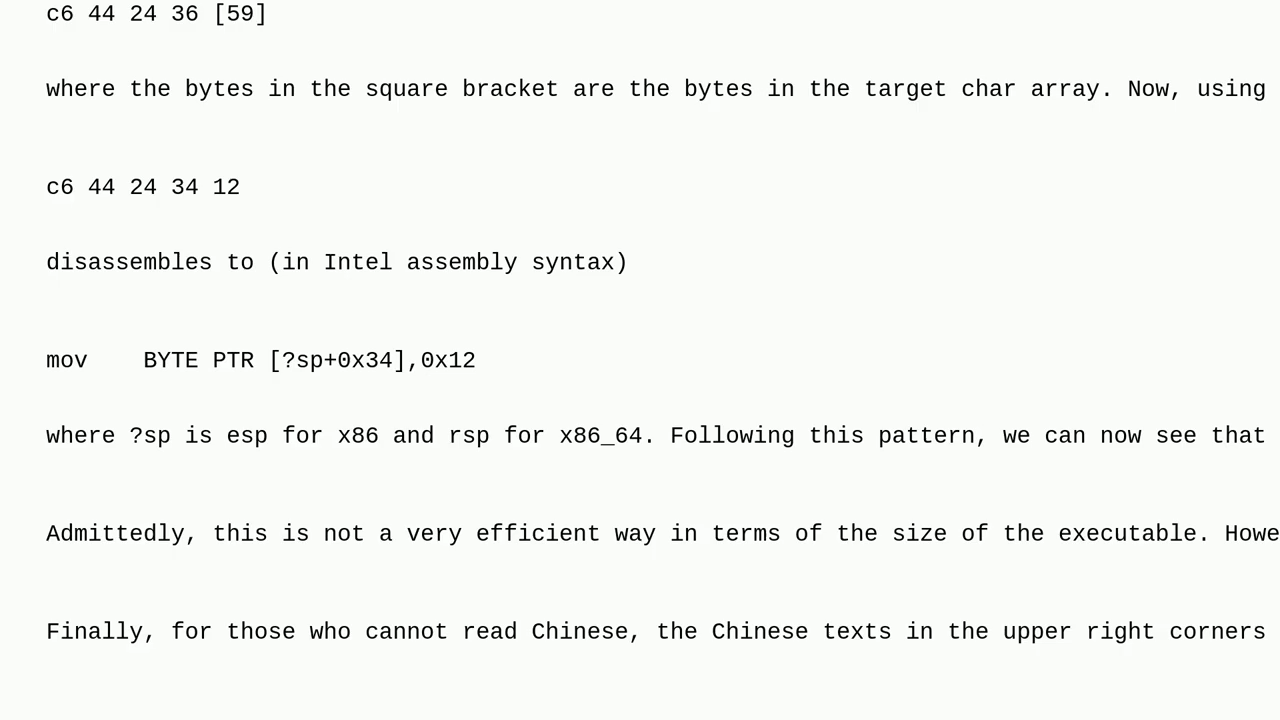 c6 44 24 36 [59]
where the bytes in the square bracket are the bytes in the target char array. Now, using
c6 44 24 34 12
disassembles to (in Intel assembly syntax)
mov    BYTE PTR [?sp+0x34],0x12
where ?sp is esp for x86 and rsp for x86_64. Following this pattern, we can now see that
Admittedly, this is not a very efficient way in terms of the size of the executable. Howe
Finally, for those who cannot read Chinese, the Chinese texts in the upper right corners